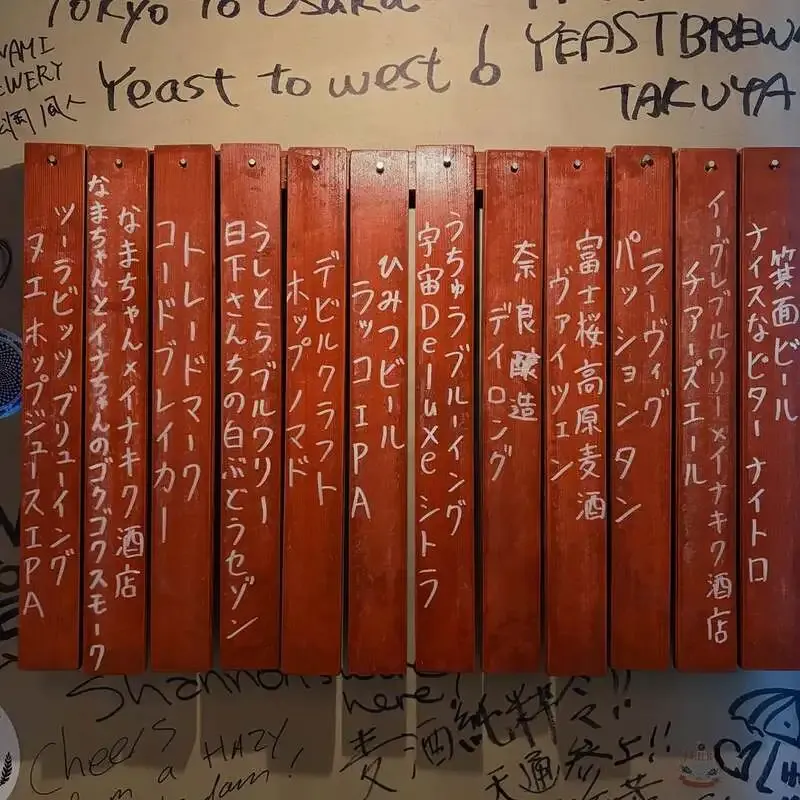 TOKYO TO OSAKA
Yeast to west 6
YEAST BREW
TAKUYA
箕面ビール
ナイスなビター ナイトロ
イーグレブルワリー×イナキク酒店
チアーズエール
ラーヴィグ
パッションタン
富士桜高原麦酒
ヴァイツェン
奈良醸造
デイロング
うちゅうブルーイング
宇宙Deluxe シトラ
ひみつビール
ラッコIPA
デビルクラフト
ホップノマド
うしとらブルワリー
日下さんちの白ぶどうセゾン
トレードマーク
コードブレイカー
なまちゃん×イナキク酒店
なまちゃんとイナちゃんのゴクゴクスモーク
ツーラビッツブリューイング
ヌエ ホップジュースIPA
Shannon
here!
Cheers
a HAZY
麦酒純粋令!!
天通 参上!!